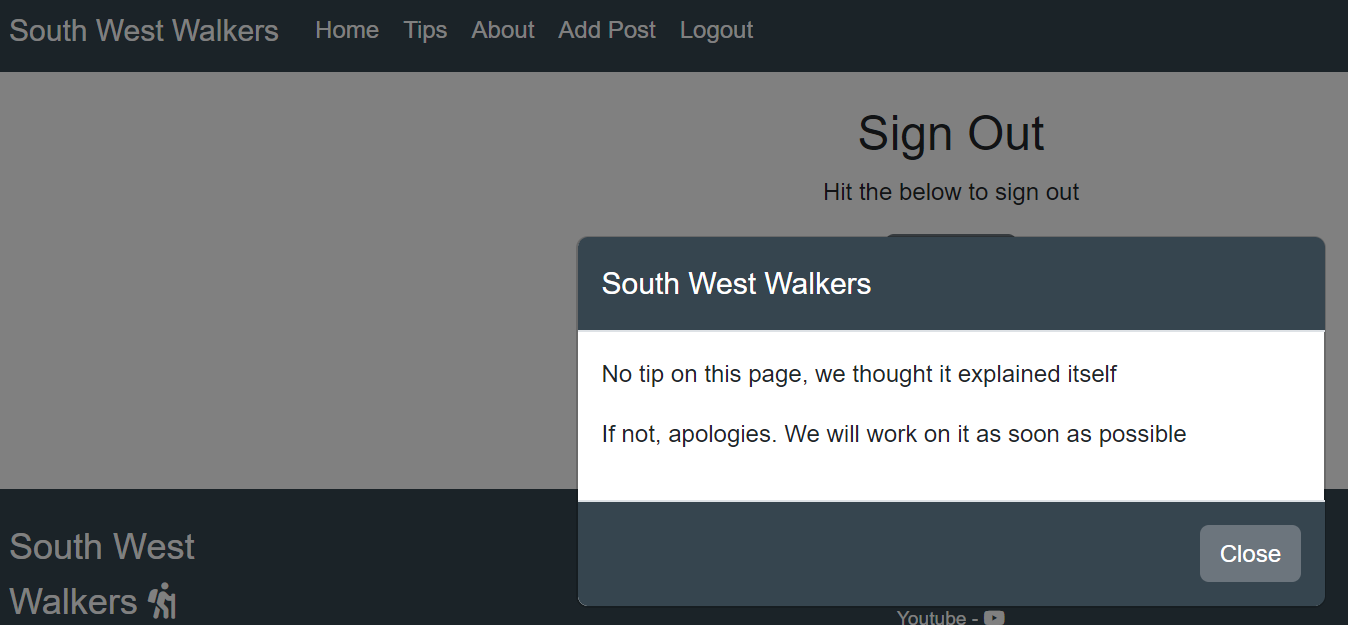 South West Walkers Home Tips About Add Post Logout
Sign Out
Hit the below to sign out
South West Walkers
No tip on this page, we thought it explained itself
If not, apologies. We will work on it as soon as possible
Close
South West
Walkers
Youtube -